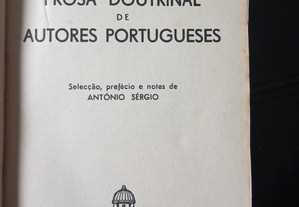 PROSA DOUTRINAL
DE
AUTORES PORTUGUESES
Selecção, prefácio e notas de
ANTÓNIO SÉRGIO